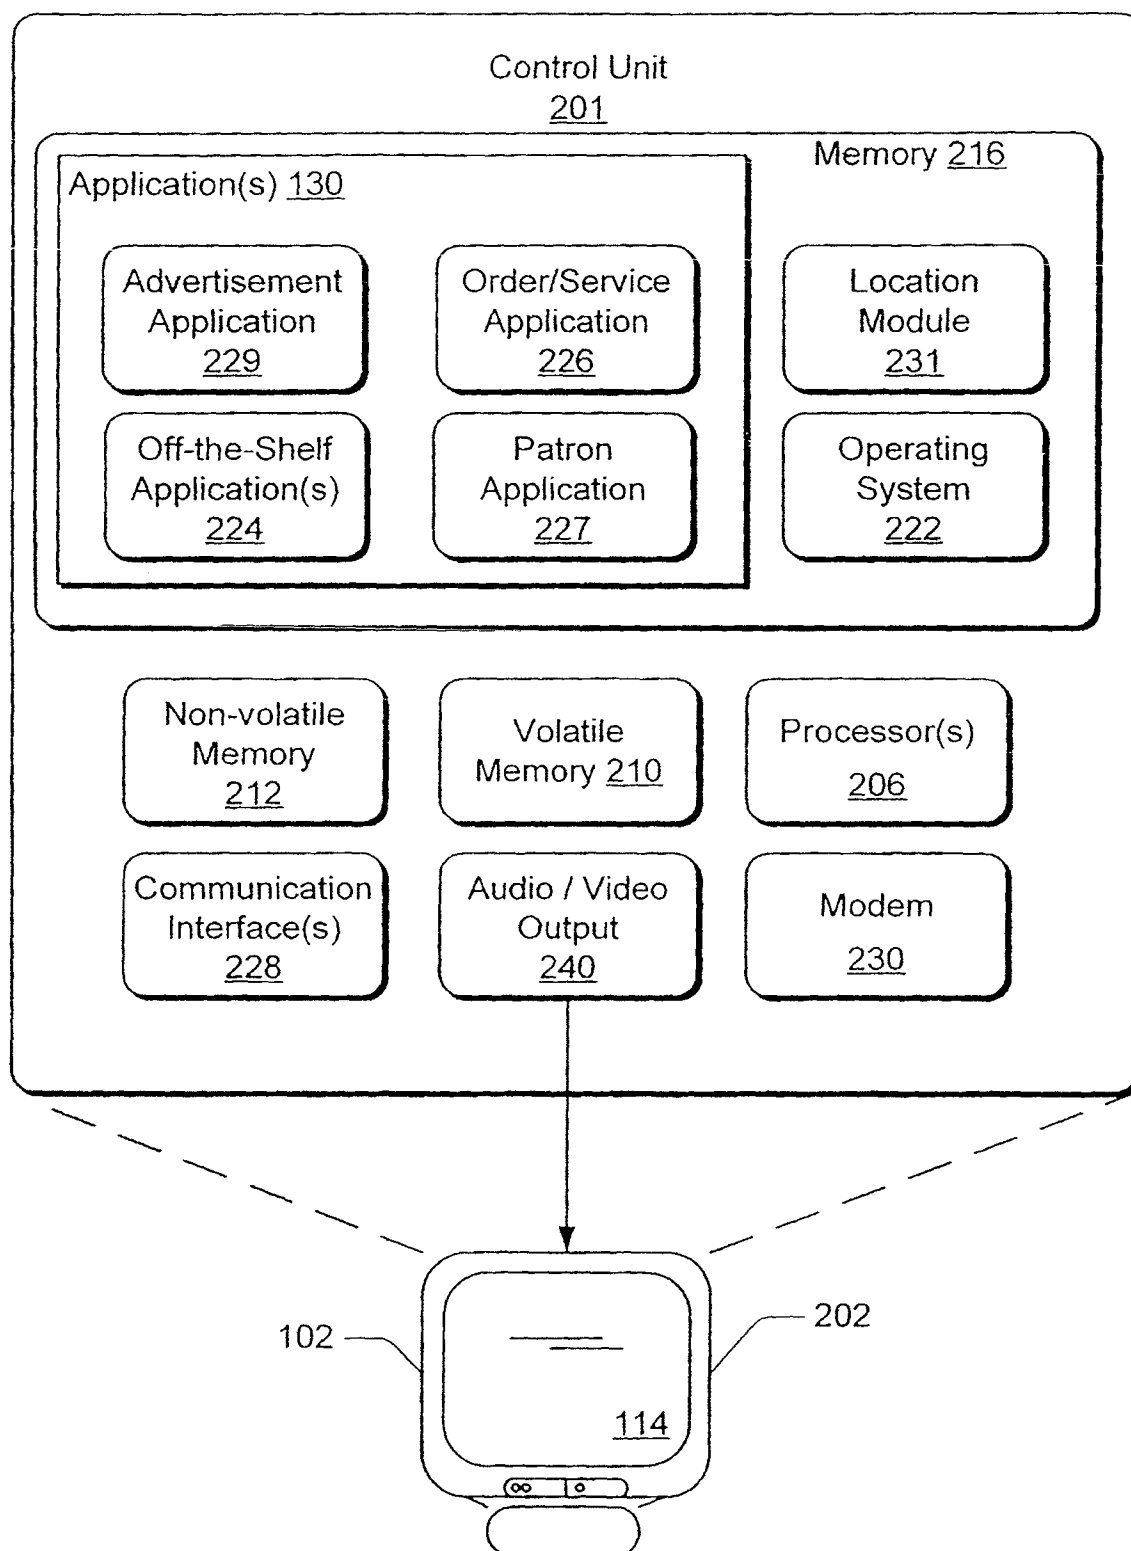 Control Unit
201
Memory 216
Application(s) 130
Advertisement
Application
229
Order/Service
Application
226
Location
Module
231
Off-the-Shelf
Application(s)
224
Patron
Application
227
Operating
System
222
Non-volatile
Memory
212
Volatile
Memory 210
Processor(s)
206
Communication
Interface(s)
228
Audio / Video
Output
240
Modem
230
102
202
114